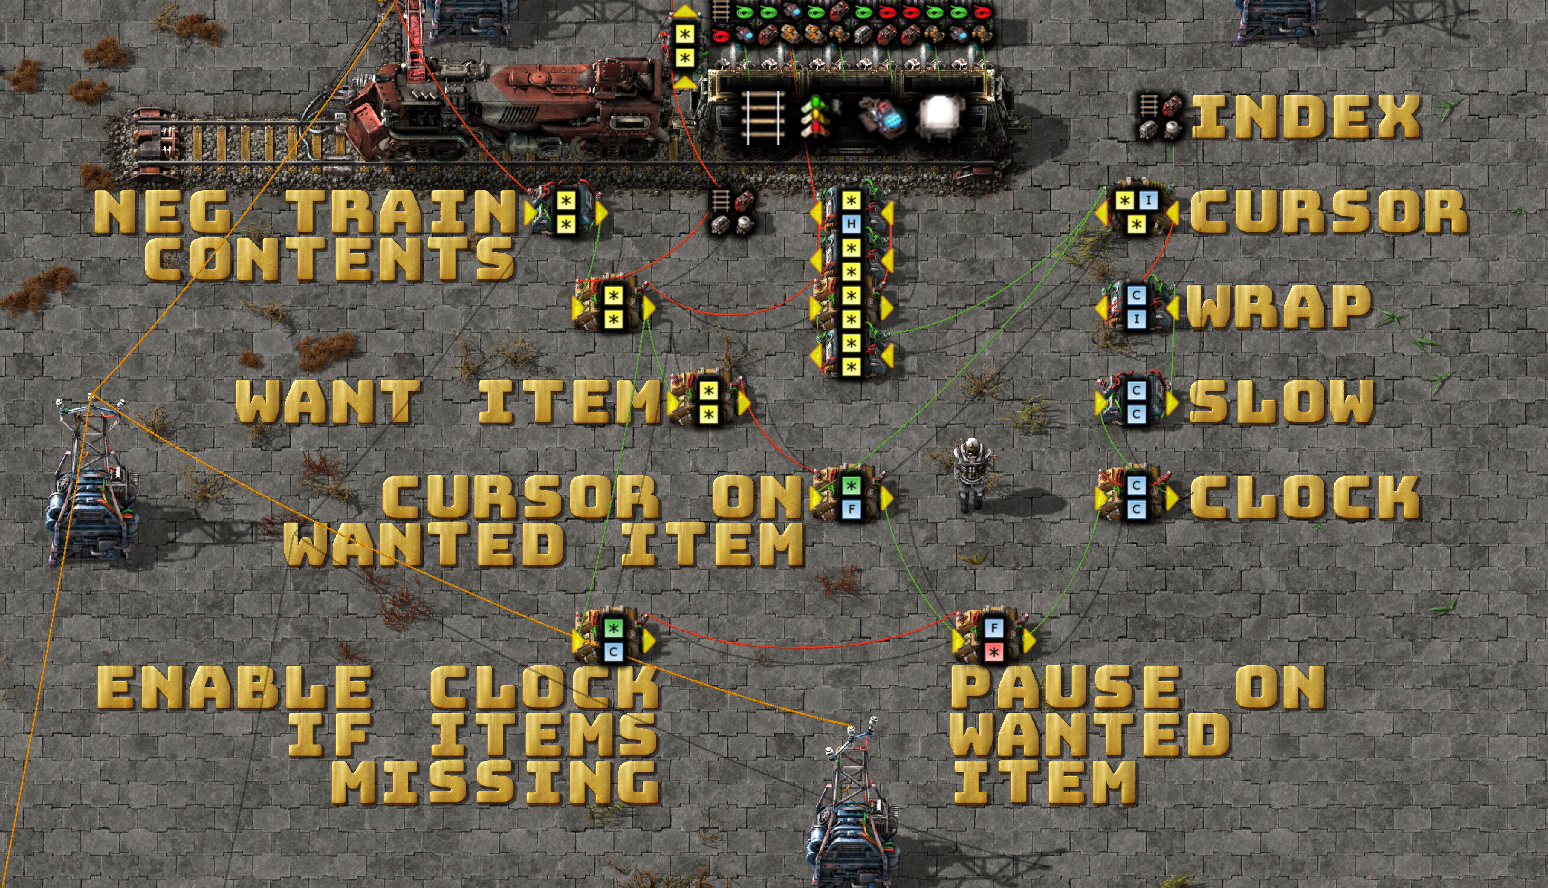 INDEX
NEG TRAIN
CONTENTS
H
I
CURSOR
C
I
WRAP
WANT ITEM
C
C
SLOW
CURSOR ON
WANTED ITEM
F
C
C
CLOCK
C
ENABLE CLOCK
IF ITEMS
MISSING
F
PAUSE ON
WANTED
ITEM